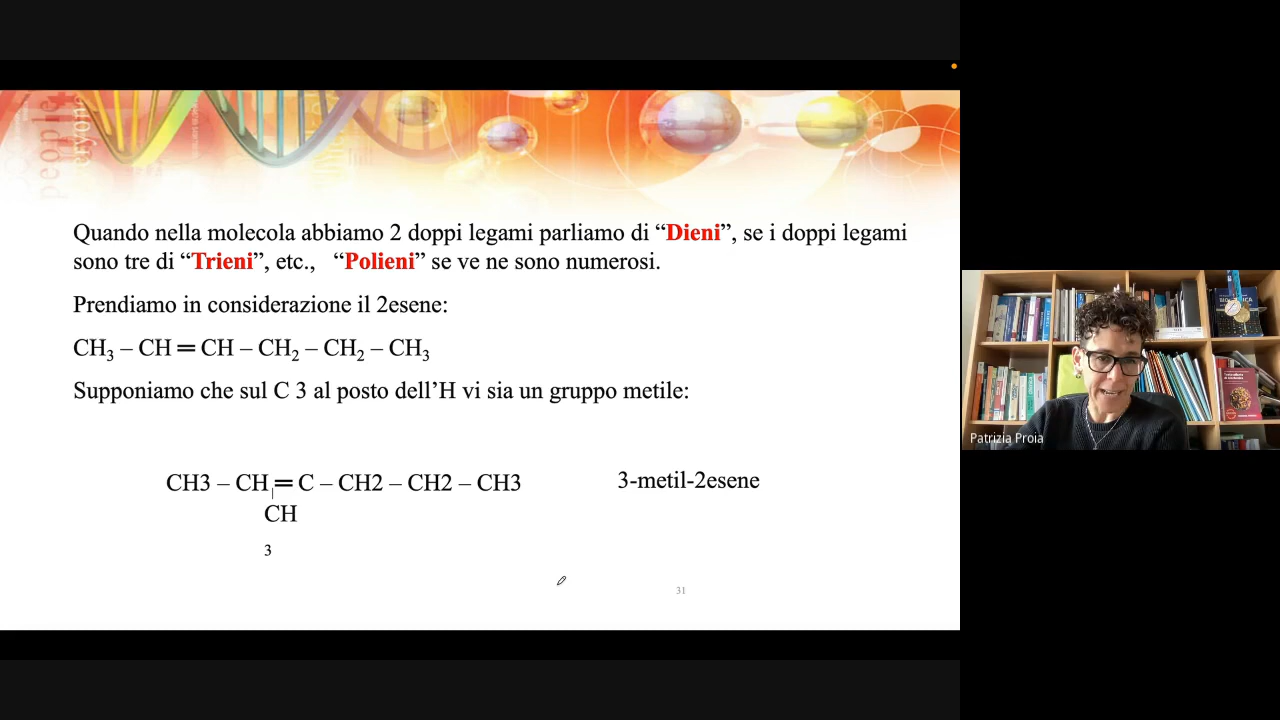 people
eryon
Quando nella molecola abbiamo 2 doppi legami parliamo di “Dieni”, se i doppi legami
sono tre di “Trieni”, etc., “Polieni” se ve ne sono numerosi.
Prendiamo in considerazione il 2esene:
CH₃ – CH = CH – CH₂ – CH₂ – CH₃
Supponiamo che sul C 3 al posto dell’H vi sia un gruppo metile:
CH3 – CH = C – CH2 – CH2 – CH3 3-metil-2esene
CH
3
31
Patrizia Proia